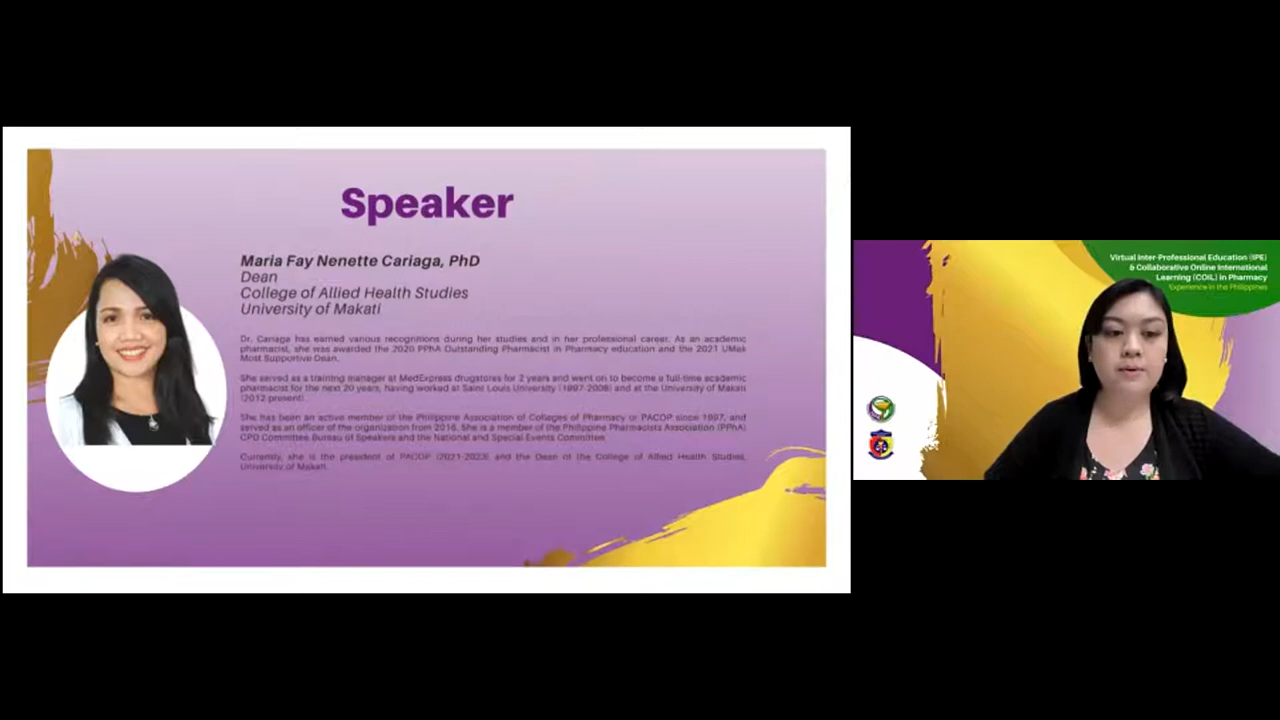 Speaker
Maria Fay Nenette Cariaga, PhD
Dean
College of Allied Health Studies
University of Makati
Dr. Cariaga has earned various recognitions during her studies and in her professional career. As an academic
pharmacist, she was awarded the 2020 PPhA Outstanding Pharmacist in Pharmacy education and the 2021 UMak
Most Supportive Dean.
She served as a training manager at MedExpress drugstores for 2 years and went on to become a full-time academic
pharmacist for the next 20 years, having worked at Saint Louis University (1997-2008) and at the University of Makati
(2012-present).
She has been an active member of the Philippine Association of Colleges of Pharmacy or PACOP since 1997, and
served as an officer of the organization from 2016. She is a member of the Philippine Pharmacists Association (PPhA)
CPD Committee Bureau of Speakers and the National and Special Events Committee.
Currently, she is the president of PACOP (2021-2023) and the Dean of the College of Allied Health Studies,
University of Makati.
Virtual Inter-Professional Education (IPE)
& Collaborative Online International
Learning (COIL) in Pharmacy
Experience in the Philippines